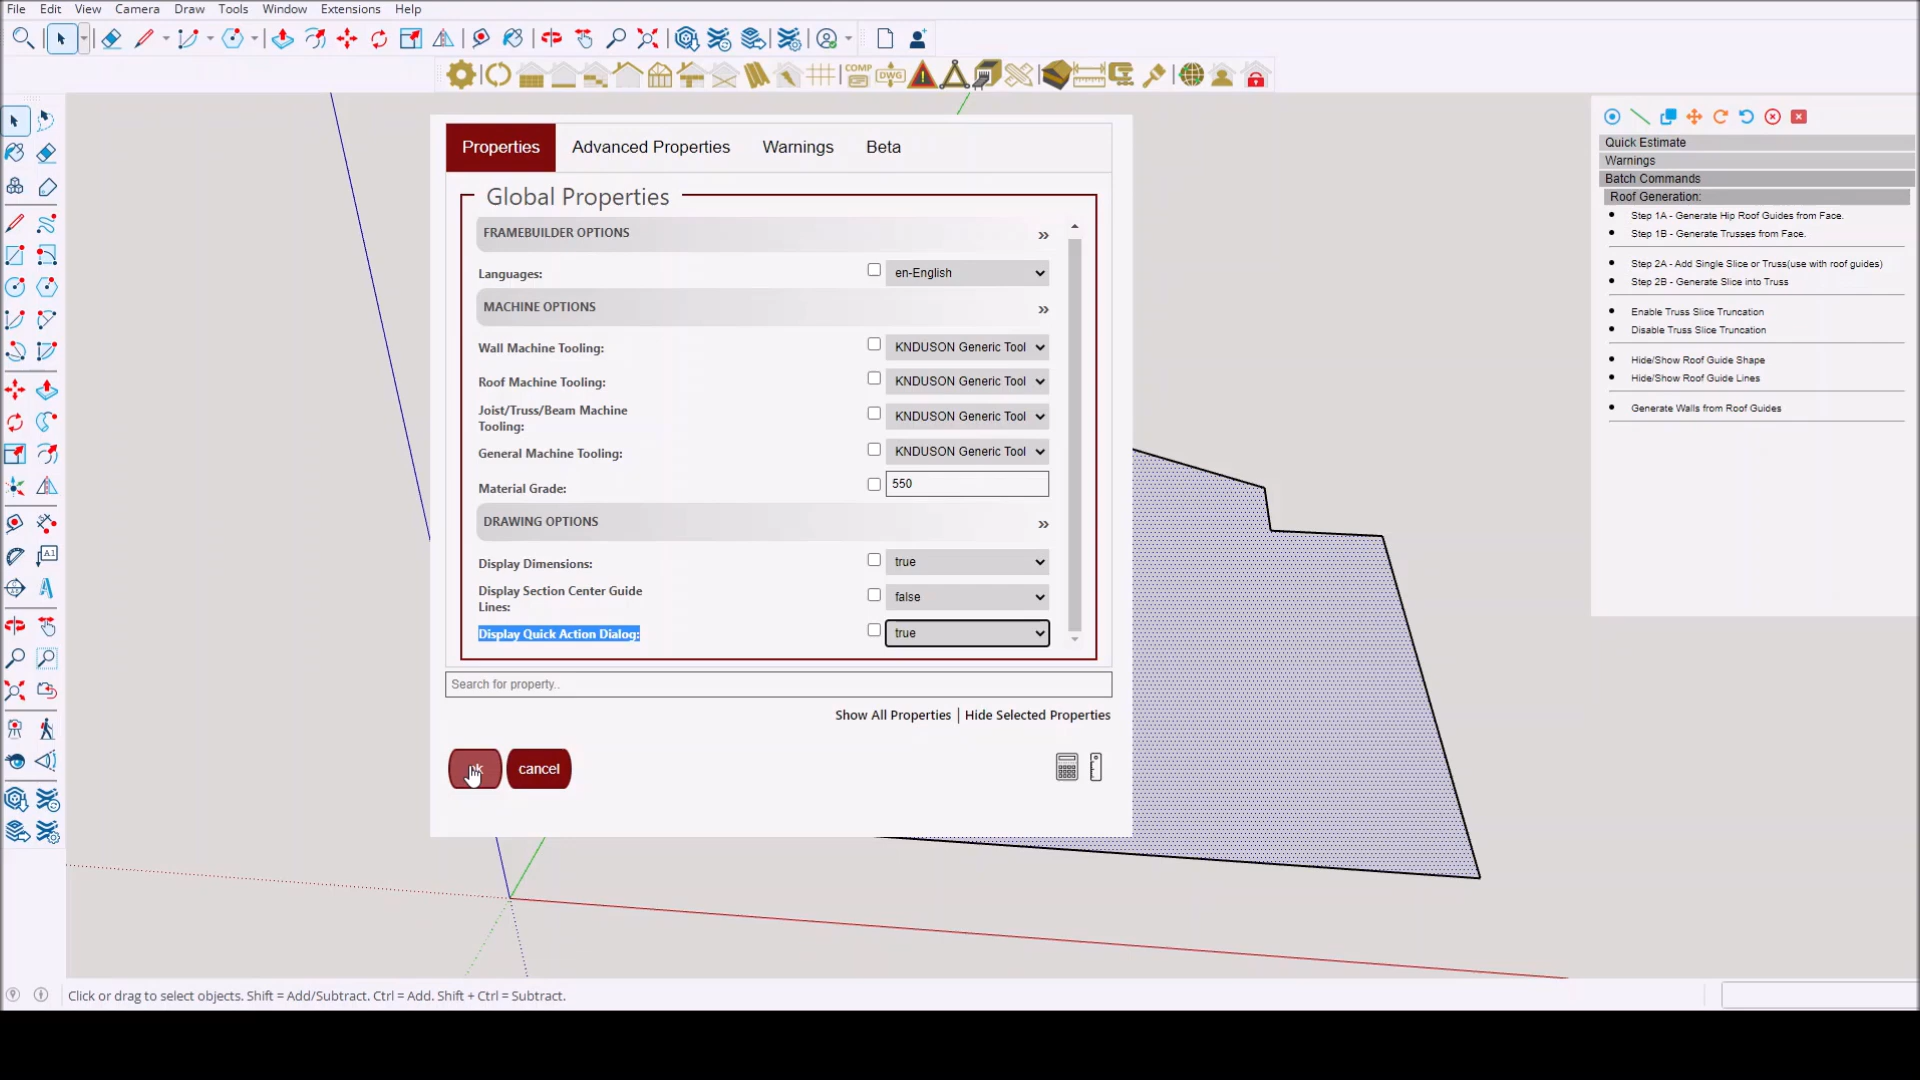 File Edit View Camera Draw Tools Window Extensions Help
COMP
DWG
Properties Advanced Properties Warnings Beta
Global Properties
FRAMEBUILDER OPTIONS »
Languages: en-English
MACHINE OPTIONS »
Wall Machine Tooling: KNDUSON Generic Tool
Roof Machine Tooling: KNDUSON Generic Tool
Joist/Truss/Beam Machine
Tooling: KNDUSON Generic Tool
General Machine Tooling: KNDUSON Generic Tool
Material Grade: 550
DRAWING OPTIONS »
Display Dimensions: true
Display Section Center Guide
Lines: false
Display Quick Action Dialog: true
Search for property..
Show All Properties | Hide Selected Properties
cancel
Quick Estimate
Warnings
Batch Commands
Roof Generation:
Step 1A - Generate Hip Roof Guides from Face.
Step 1B - Generate Trusses from Face.
Step 2A - Add Single Slice or Truss(use with roof guides)
Step 2B - Generate Slice into Truss
Enable Truss Slice Truncation
Disable Truss Slice Truncation
Hide/Show Roof Guide Shape
Hide/Show Roof Guide Lines
Generate Walls from Roof Guides
A1
Click or drag to select objects. Shift = Add/Subtract. Ctrl = Add. Shift + Ctrl = Subtract.